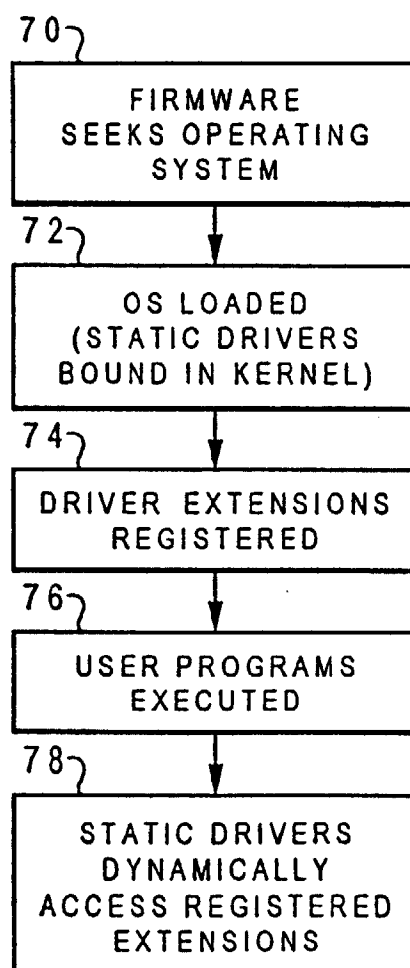 70
FIRMWARE
SEEKS OPERATING
SYSTEM
72
OS LOADED
(STATIC DRIVERS
BOUND IN KERNEL)
74
DRIVER EXTENSIONS
REGISTERED
76
USER PROGRAMS
EXECUTED
78
STATIC DRIVERS
DYNAMICALLY
ACCESS REGISTERED
EXTENSIONS